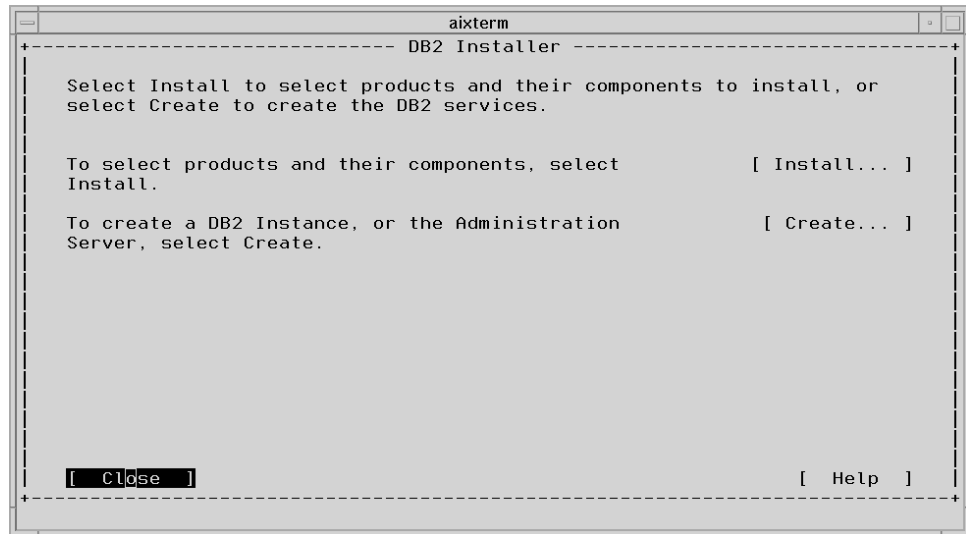 aixterm
DB2 Installer
Select Install to select products and their components to install, or
select Create to create the DB2 services.
To select products and their components, select [ Install... ]
Install.
To create a DB2 Instance, or the Administration [ Create... ]
Server, select Create.
[ Close ] [ Help ]